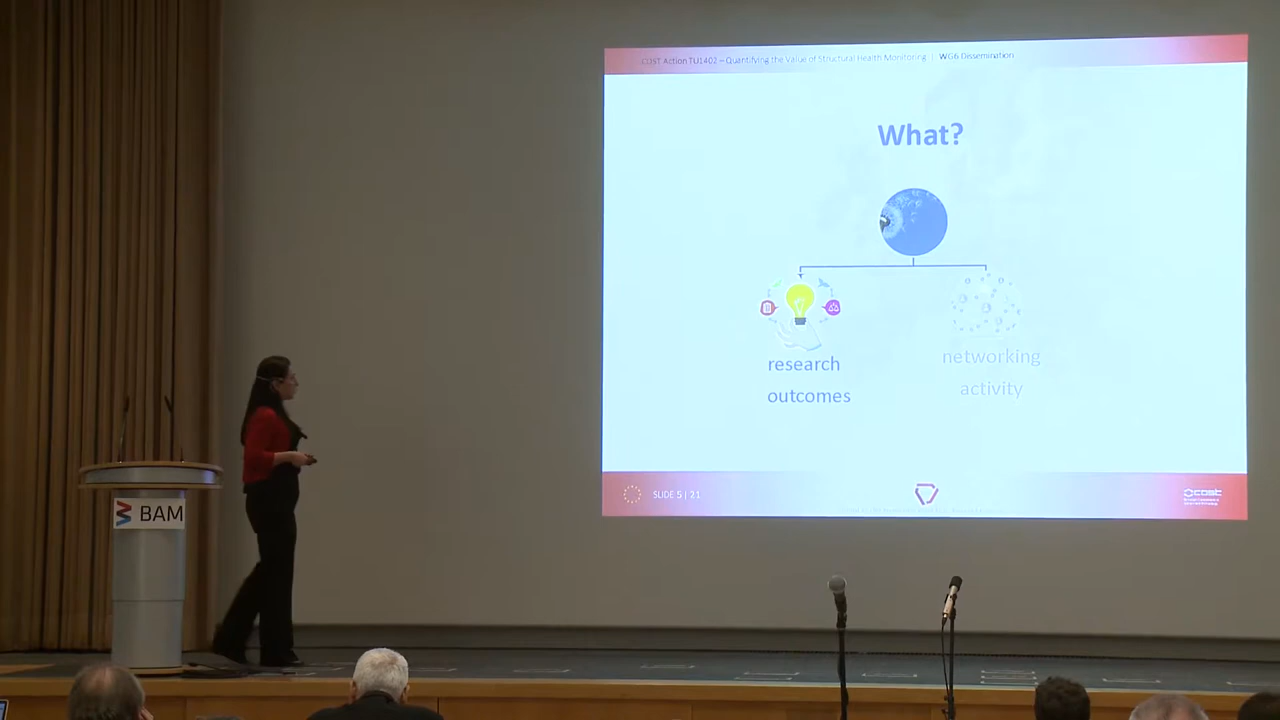 COST Action TU1402 – Quantifying the Value of Structural Health Monitoring | WG6 Dissemination
What?
research
outcomes
networking
activity
SLIDE 5 | 21
cost
BAM